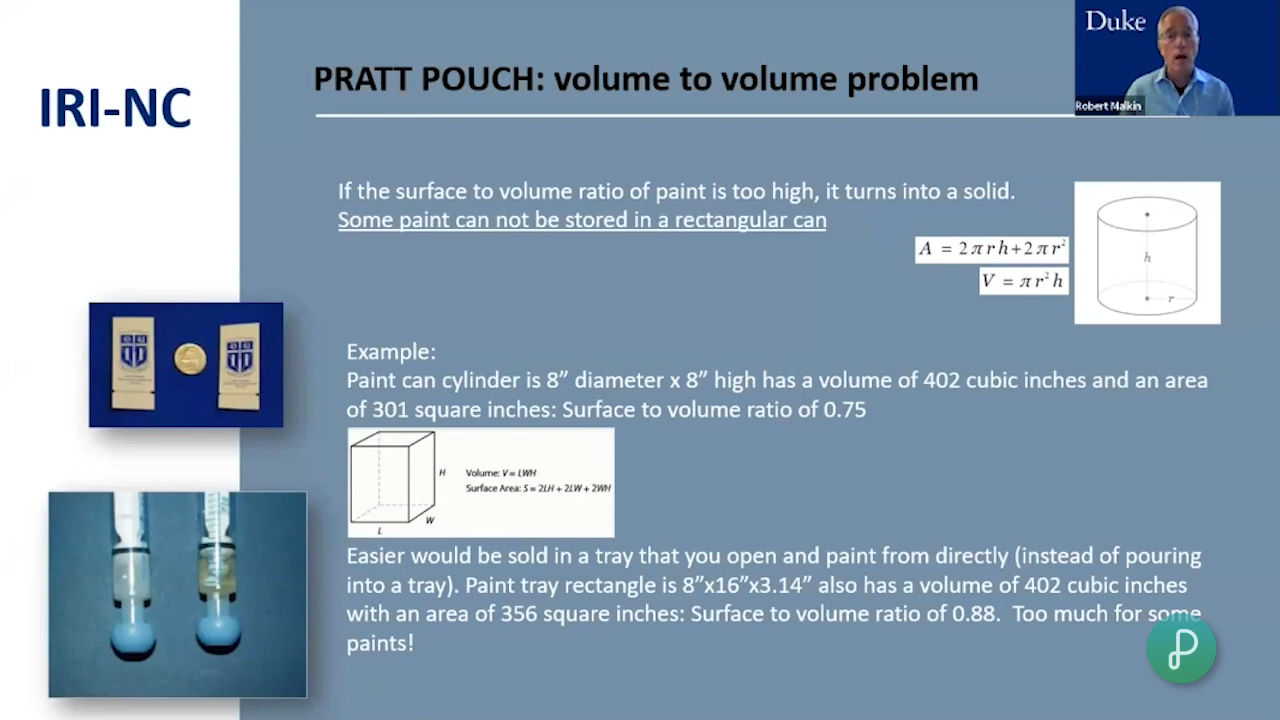 Duke
Robert Malkin
IRI-NC
PRATT POUCH: volume to volume problem
If the surface to volume ratio of paint is too high, it turns into a solid.
Some paint can not be stored in a rectangular can
A = 2πrh+2πr²
V = πr²h
h
r
Example:
Paint can cylinder is 8” diameter x 8” high has a volume of 402 cubic inches and an area
of 301 square inches: Surface to volume ratio of 0.75
H
W
L
Volume: V = LWH
Surface Area: S = 2LH + 2LW + 2WH
Easier would be sold in a tray that you open and paint from directly (instead of pouring
into a tray). Paint tray rectangle is 8”x16”x3.14” also has a volume of 402 cubic inches
with an area of 356 square inches: Surface to volume ratio of 0.88.  Too much for some
paints!